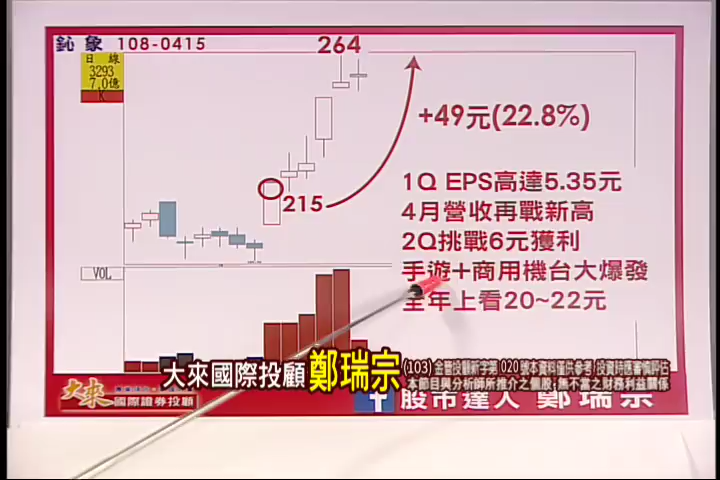 鈊象 108-0415
264
日線
3293
7.0億
K
+49元(22.8%)
215
1Q EPS高達5.35元
4月營收再戰新高
2Q挑戰6元獲利
手遊+商用機台大爆發
全年上看20~22元
VOL
大來國際投顧 鄭瑞宗
(103)金管投顧新字第020號本資料僅供參考,投資時應審慎評估
本節目與分析師所推介之個股,無不當之財務利益關係
大來
國際證券投顧
股市達人 鄭瑞宗